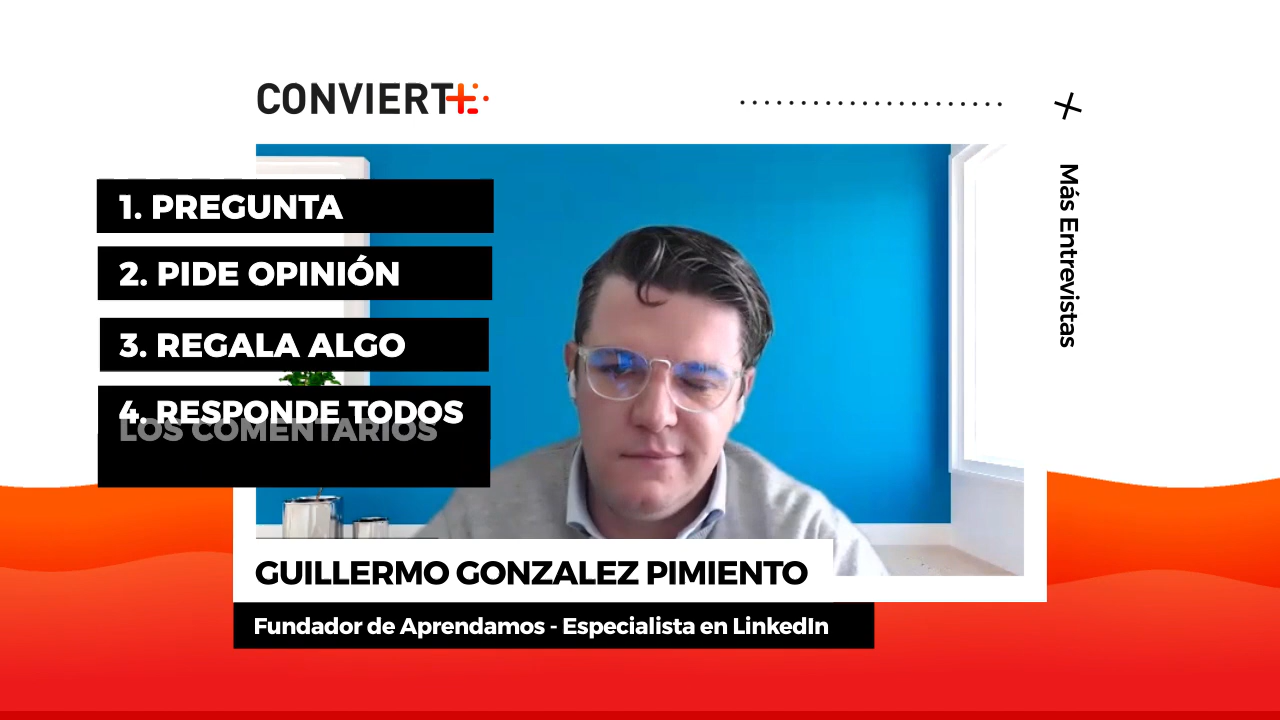 CONVIERT
1. PREGUNTA
2. PIDE OPINIÓN
3. REGALA ALGO
4. RESPONDE TODOS
LOS COMENTARIOS
Más Entrevistas
GUILLERMO GONZALEZ PIMIENTO
Fundador de Aprendamos - Especialista en LinkedIn